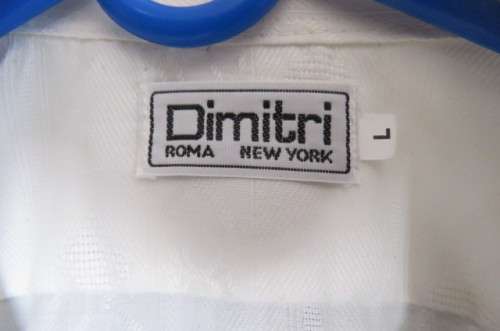 Dimitri
ROMA NEW YORK
L